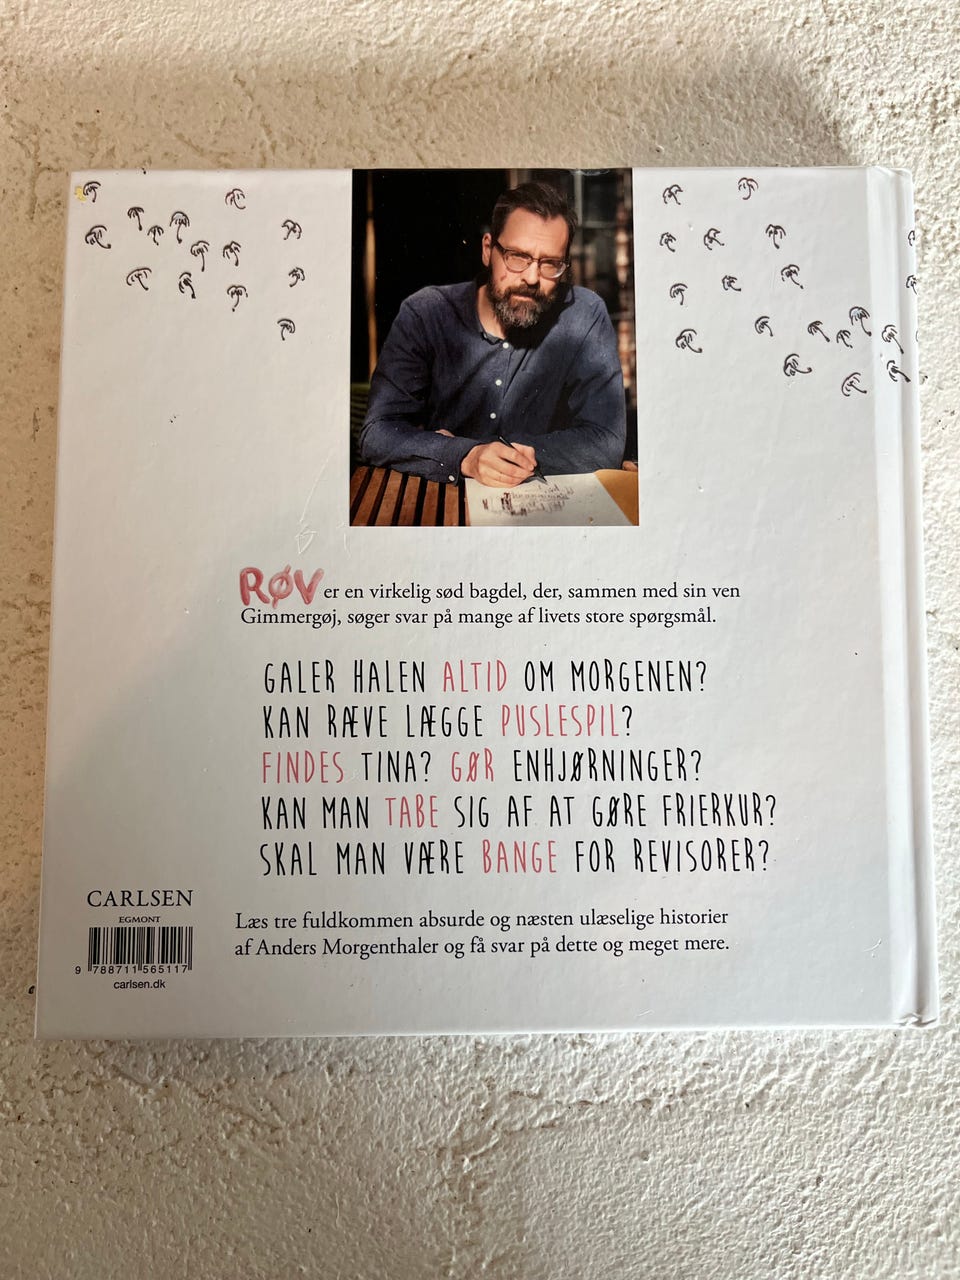 RØV er en virkelig sød bagdel, der, sammen med sin ven
Gimmergøj, søger svar på mange af livets store spørgsmål.
GALER HALEN ALTID OM MORGENEN?
KAN RÆVE LÆGGE PUSLESPIL?
FINDES TINA? GØR ENHJØRNINGER?
KAN MAN TABE SIG AF AT GØRE FRIERKUR?
SKAL MAN VÆRE BANGE FOR REVISORER?
Læs tre fuldkommen absurde og næsten ulæselige historier
af Anders Morgenthaler og få svar på dette og meget mere.
CARLSEN
EGMONT
9 788711 565117
carlsen.dk